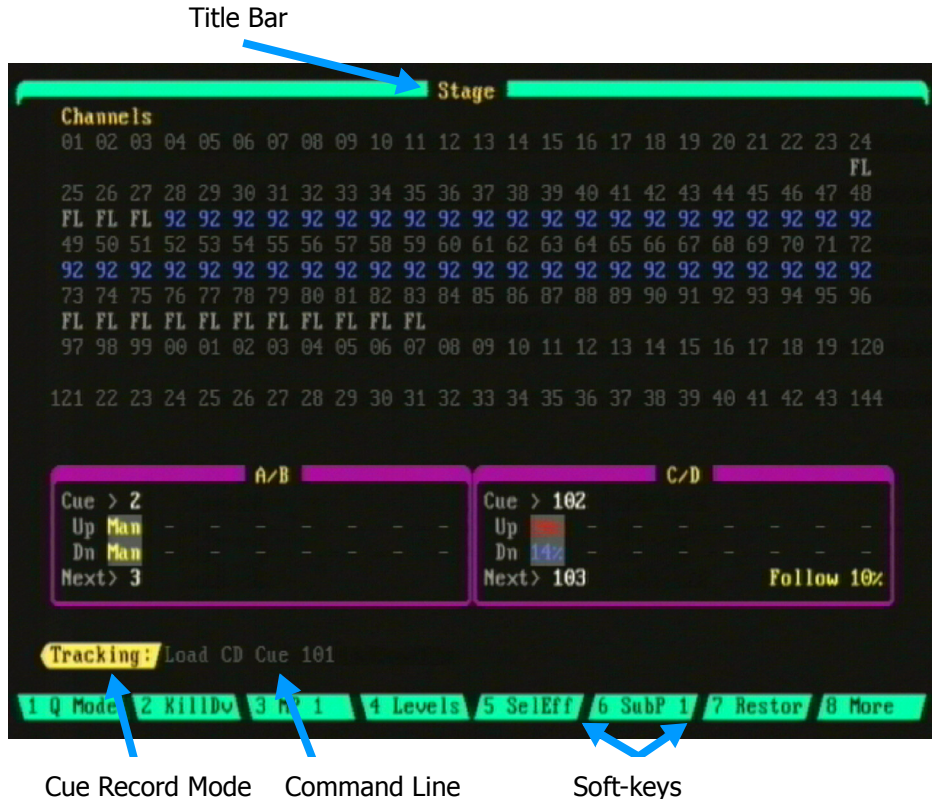 Title Bar
Stage
Channels
01 02 03 04 05 06 07 08 09 10 11 12 13 14 15 16 17 18 19 20 21 22 23 24
FL
25 26 27 28 29 30 31 32 33 34 35 36 37 38 39 40 41 42 43 44 45 46 47 48
FL FL FL 92 92 92 92 92 92 92 92 92 92 92 92 92 92 92 92 92 92 92 92 92
49 50 51 52 53 54 55 56 57 58 59 60 61 62 63 64 65 66 67 68 69 70 71 72
92 92 92 92 92 92 92 92 92 92 92 92 92 92 92 92 92 92 92 92 92 92 92 92
73 74 75 76 77 78 79 80 81 82 83 84 85 86 87 88 89 90 91 92 93 94 95 96
FL FL FL FL FL FL FL FL FL FL FL
97 98 99 00 01 02 03 04 05 06 07 08 09 10 11 12 13 14 15 16 17 18 19 120
121 22 23 24 25 26 27 28 29 30 31 32 33 34 35 36 37 38 39 40 41 42 43 144
A/B
Cue > 2
Up Man - - - - - - -
Dn Man - - - - - - -
Next> 3
C/D
Cue > 102
Up - - - - - - -
Dn 14% - - - - - - -
Next> 103 Follow 10%
Tracking: Load CD Cue 101
1 Q Mode 2 KillDv 3 1 4 Levels 5 SelEff 6 SubP 1 7 Restor 8 More
Cue Record Mode Command Line Soft-keys